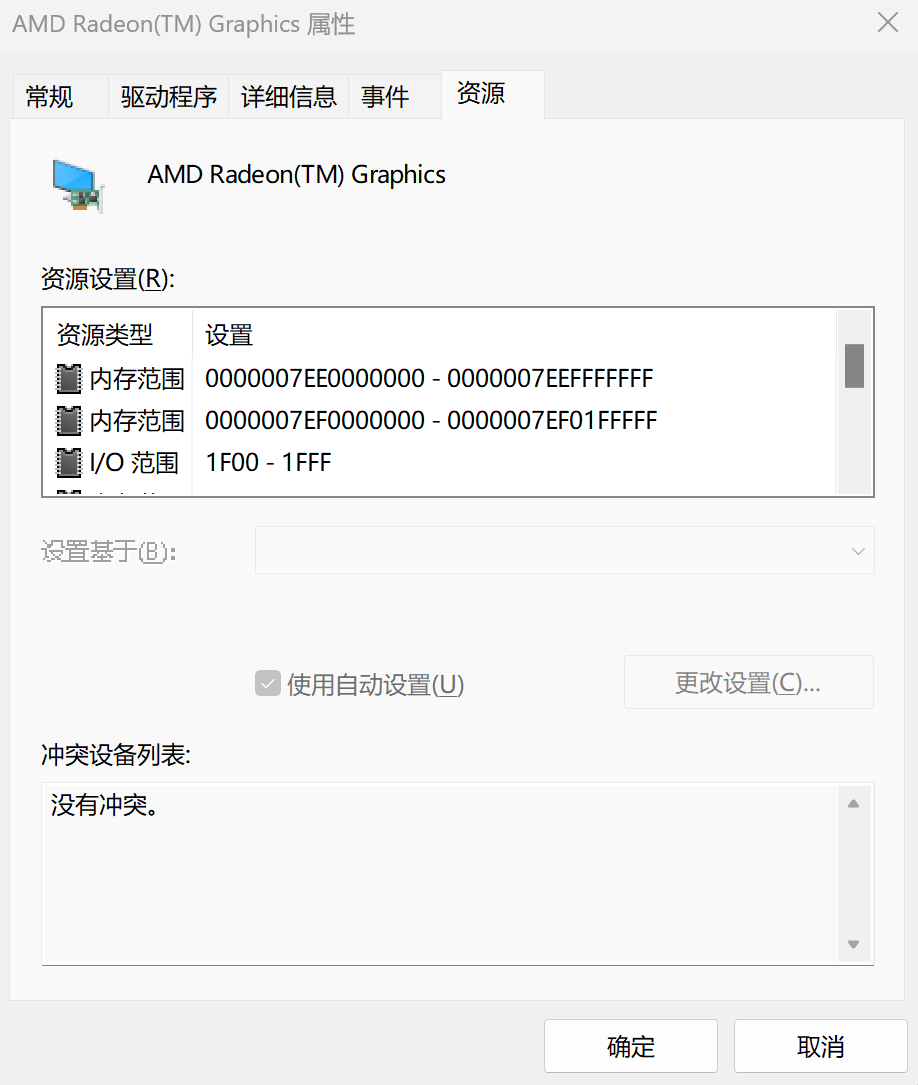 AMD Radeon(TM) Graphics 属性
常规 驱动程序 详细信息 事件 资源
AMD Radeon(TM) Graphics
资源设置(R):
资源类型 设置
内存范围 0000007EE0000000 - 0000007EEFFFFFFF
内存范围 0000007EF0000000 - 0000007EF01FFFFF
I/O 范围 1F00 - 1FFF
设置基于(B):
使用自动设置(U) 更改设置(C)...
冲突设备列表:
没有冲突。
确定 取消